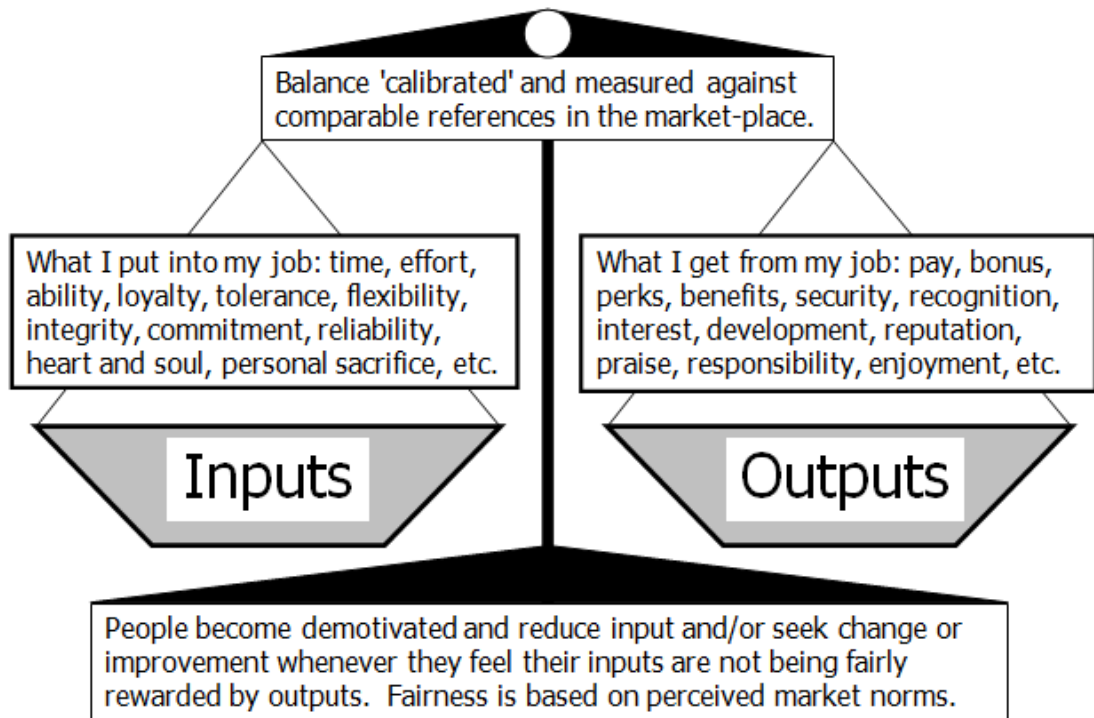 Balance 'calibrated' and measured against
comparable references in the market-place.
What I put into my job: time, effort,
ability, loyalty, tolerance, flexibility,
integrity, commitment, reliability,
heart and soul, personal sacrifice, etc.
What I get from my job: pay, bonus,
perks, benefits, security, recognition,
interest, development, reputation,
praise, responsibility, enjoyment, etc.
Inputs
Outputs
People become demotivated and reduce input and/or seek change or
improvement whenever they feel their inputs are not being fairly
rewarded by outputs. Fairness is based on perceived market norms.